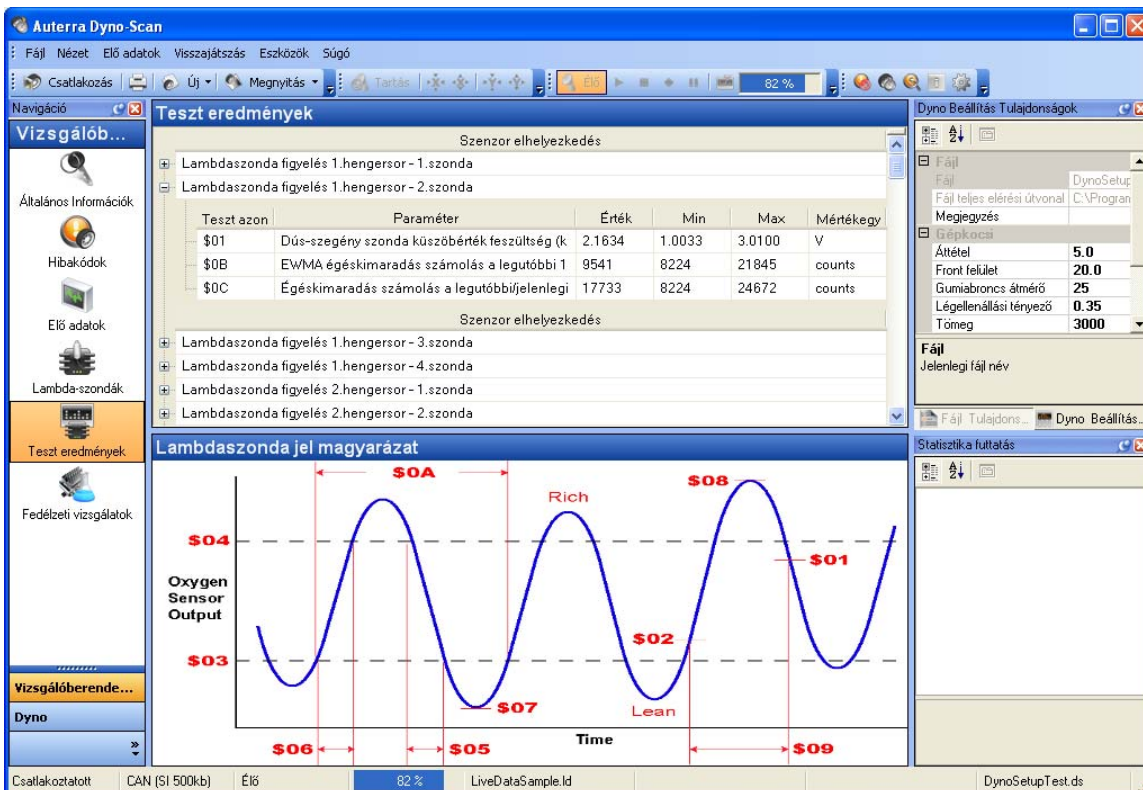 Auterra Dyno-Scan
Fájl Nézet Elő adatok Visszajátszás Eszközök Súgó
Csatlakozás Új Megnyitás Tartás Élő 82 %
Navigáció
Vizsgálób...
Általános Információk
Hibakódok
Elő adatok
Lambda-szondák
Teszt eredmények
Fedélzeti vizsgálatok
Vizsgálóberende...
Dyno
Teszt eredmények
Szenzor elhelyezkedés
Lambdaszonda figyelés 1.hengersor - 1.szonda
Lambdaszonda figyelés 1.hengersor - 2.szonda
Teszt azon Paraméter Érték Min Max Mértékegy
$01 Dús-szegény szonda küszöbérték feszültség (k 2.1634 1.0033 3.0100 V
$0B EWMA égéskimaradás számolás a legutóbbi 1 9541 8224 21845 counts
$0C Égéskimaradás számolás a legutóbbi/jelenlegi 17733 8224 24672 counts
Szenzor elhelyezkedés
Lambdaszonda figyelés 1.hengersor - 3.szonda
Lambdaszonda figyelés 1.hengersor - 4.szonda
Lambdaszonda figyelés 2.hengersor - 1.szonda
Lambdaszonda figyelés 2.hengersor - 2.szonda
Lambdaszonda jel magyarázat
$0A
$08
Rich
$04
$01
Oxygen
Sensor
Output
$02
$03
$07
Lean
Time
$06
$05
$09
Dyno Beállítás Tulajdonságok
Fájl
Fájl DynoSetup
Fájl teljes elérési útvonal C:\Program
Megjegyzés
Gépkocsi
Áttétel 5.0
Front felület 20.0
Gumiabroncs átmérő 25
Légellenállási tényező 0.35
Tömeg 3000
Fájl
Jelenlegi fájl név
Fájl Tulajdons... Dyno Beállítás...
Statisztika futtatás
Csatlakoztatott CAN (SI 500kb) Élő 82 % LiveDataSample.ld DynoSetupTest.ds